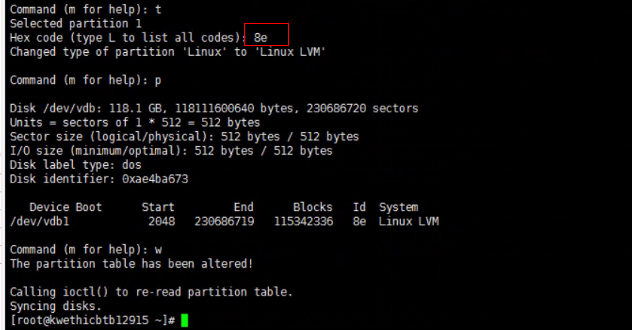 Command (m for help): t
Selected partition 1
Hex code (type L to list all codes): 8e
Changed type of partition 'Linux' to 'Linux LVM'
Command (m for help): p
Disk /dev/vdb: 118.1 GB, 118111600640 bytes, 230686720 sectors
Units = sectors of 1 * 512 = 512 bytes
Sector size (logical/physical): 512 bytes / 512 bytes
I/O size (minimum/optimal): 512 bytes / 512 bytes
Disk label type: dos
Disk identifier: 0xae4ba673
Device Boot Start End Blocks Id System
/dev/vdb1 2048 230686719 115342336 8e Linux LVM
Command (m for help): w
The partition table has been altered!
Calling ioctl() to re-read partition table.
Syncing disks.
[root@kwethicbtb12915 ~]#